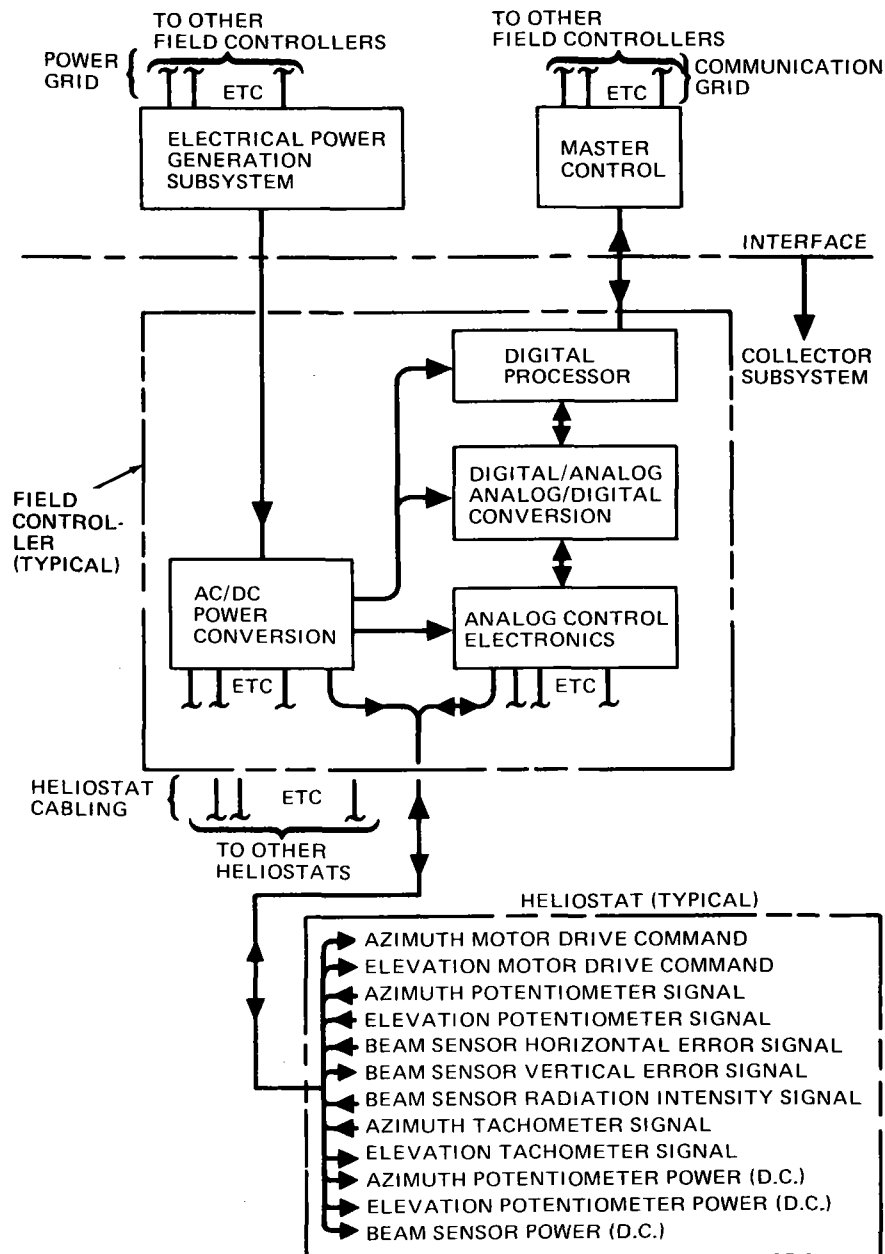 TO OTHER
FIELD CONTROLLERS
POWER
GRID
ETC
ELECTRICAL POWER
GENERATION
SUBSYSTEM
TO OTHER
FIELD CONTROLLERS
COMMUNICATION
GRID
ETC
MASTER
CONTROL
INTERFACE
COLLECTOR
SUBSYSTEM
DIGITAL
PROCESSOR
DIGITAL/ANALOG
ANALOG/DIGITAL
CONVERSION
FIELD
CONTROL-
LER
(TYPICAL)
AC/DC
POWER
CONVERSION
ANALOG CONTROL
ELECTRONICS
ETC
ETC
HELIOSTAT
CABLING
ETC
TO OTHER
HELIOSTATS
HELIOSTAT (TYPICAL)
AZIMUTH MOTOR DRIVE COMMAND
ELEVATION MOTOR DRIVE COMMAND
AZIMUTH POTENTIOMETER SIGNAL
ELEVATION POTENTIOMETER SIGNAL
BEAM SENSOR HORIZONTAL ERROR SIGNAL
BEAM SENSOR VERTICAL ERROR SIGNAL
BEAM SENSOR RADIATION INTENSITY SIGNAL
AZIMUTH TACHOMETER SIGNAL
ELEVATION TACHOMETER SIGNAL
AZIMUTH POTENTIOMETER POWER (D.C.)
ELEVATION POTENTIOMETER POWER (D.C.)
BEAM SENSOR POWER (D.C.)